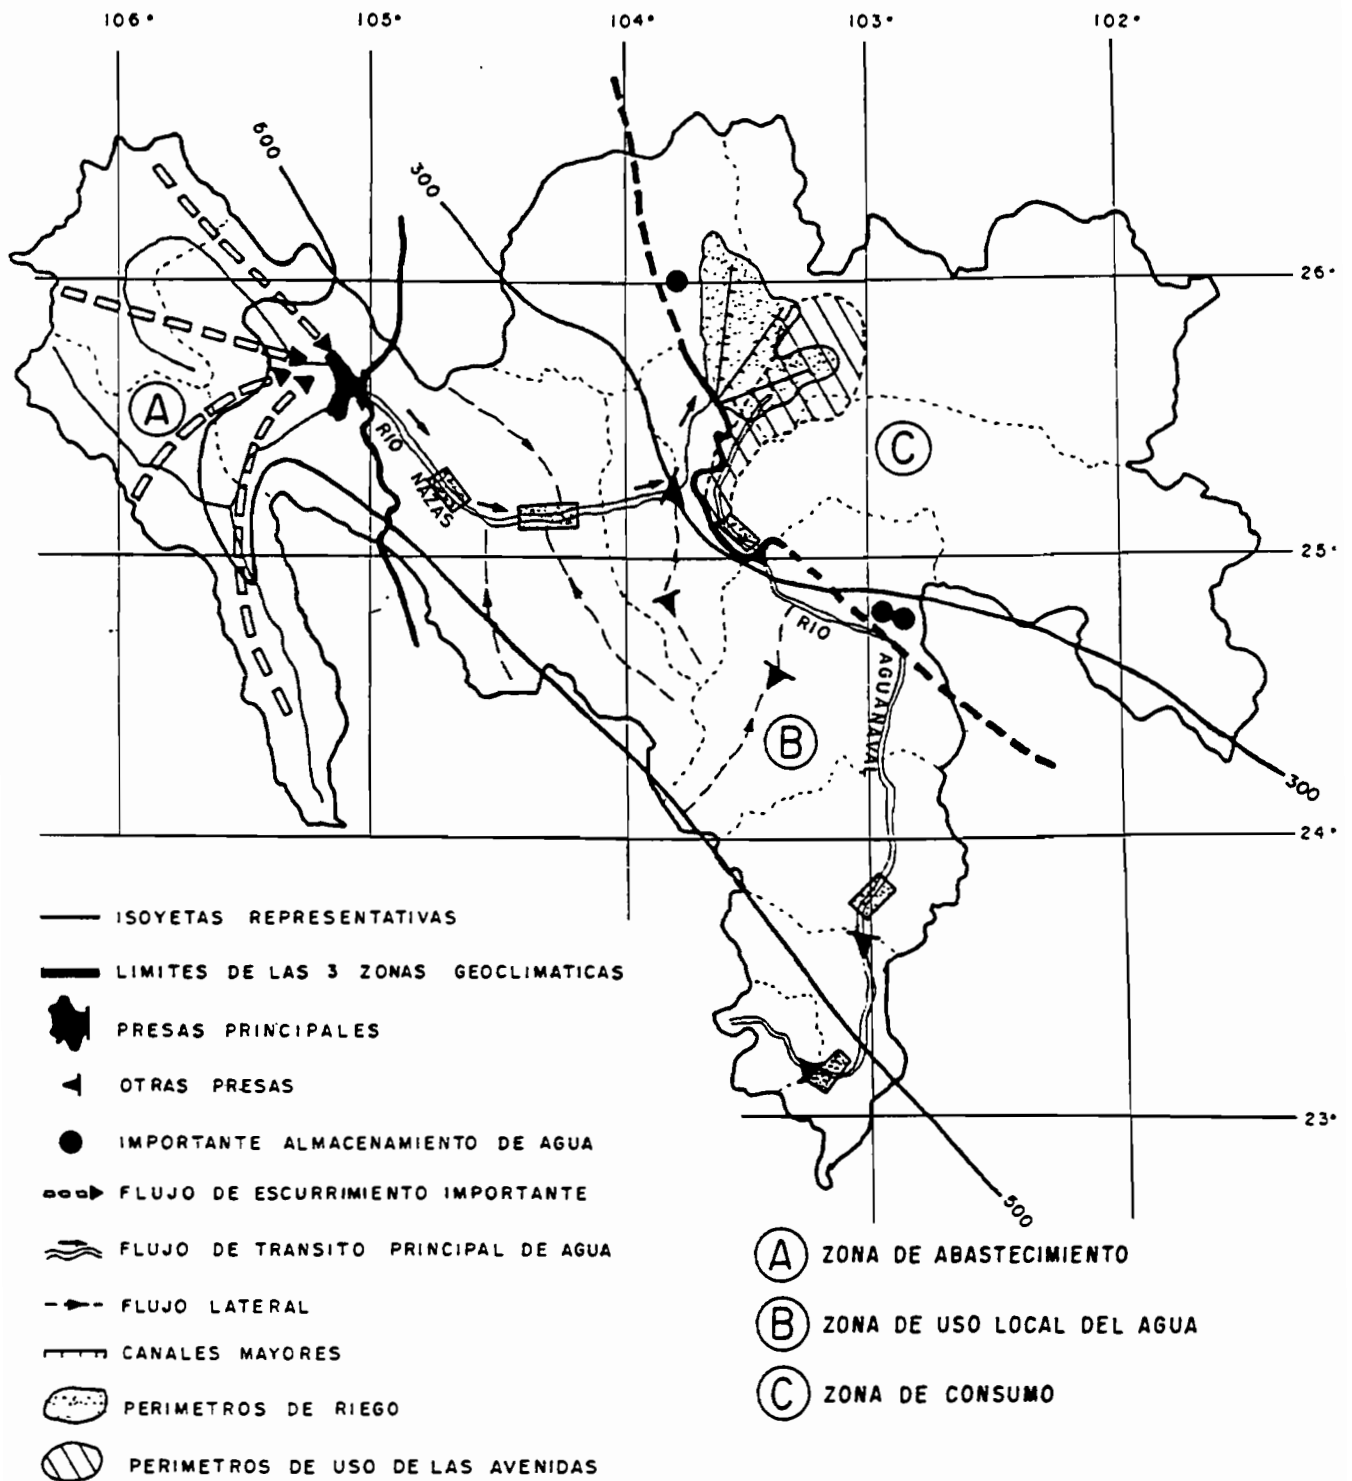 106° 105° 104° 103° 102°
600
300
26°
A
C
RIO
NAZAS
25°
RIO
AGUANAVAL
B
300
24°
ISOYETAS REPRESENTATIVAS
LIMITES DE LAS 3 ZONAS GEOCLIMATICAS
PRESAS PRINCIPALES
OTRAS PRESAS
23°
IMPORTANTE ALMACENAMIENTO DE AGUA
FLUJO DE ESCURRIMIENTO IMPORTANTE
500
FLUJO DE TRANSITO PRINCIPAL DE AGUA
FLUJO LATERAL
CANALES MAYORES
PERIMETROS DE RIEGO
PERIMETROS DE USO DE LAS AVENIDAS
A ZONA DE ABASTECIMIENTO
B ZONA DE USO LOCAL DEL AGUA
C ZONA DE CONSUMO